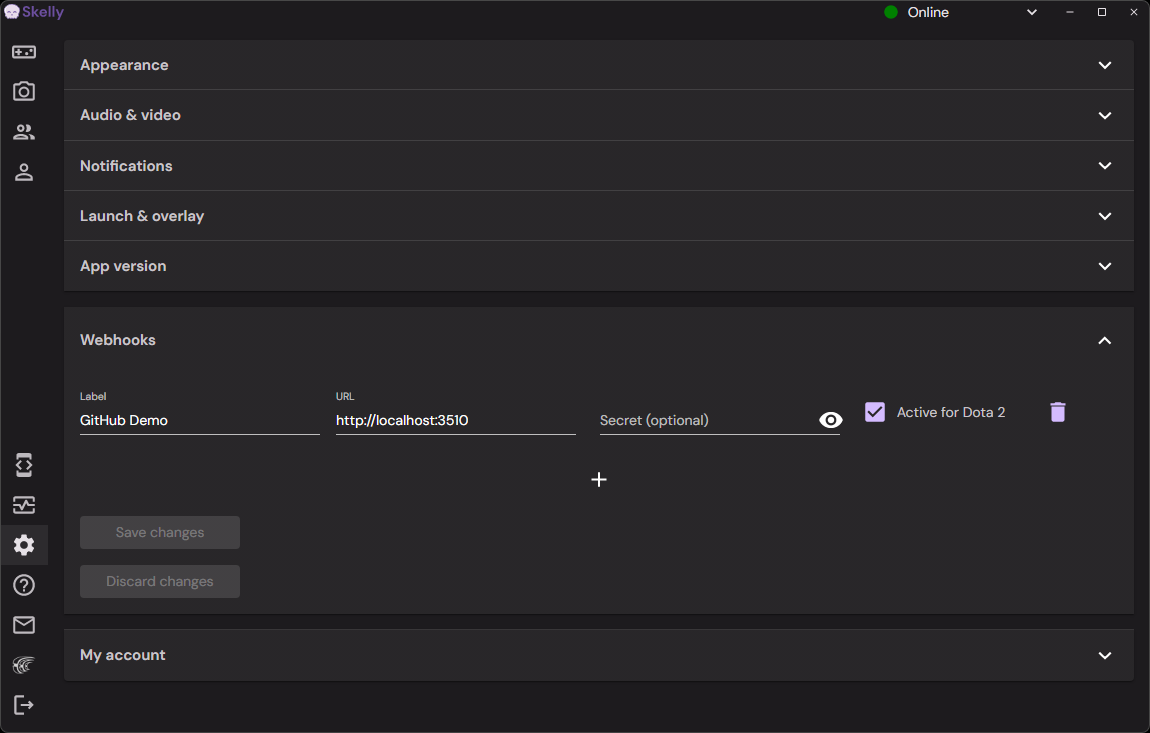 Skelly
Online
Appearance
Audio & video
Notifications
Launch & overlay
App version
Webhooks
Label
GitHub Demo
URL
http://localhost:3510
Secret (optional)
Active for Dota 2
Save changes
Discard changes
My account